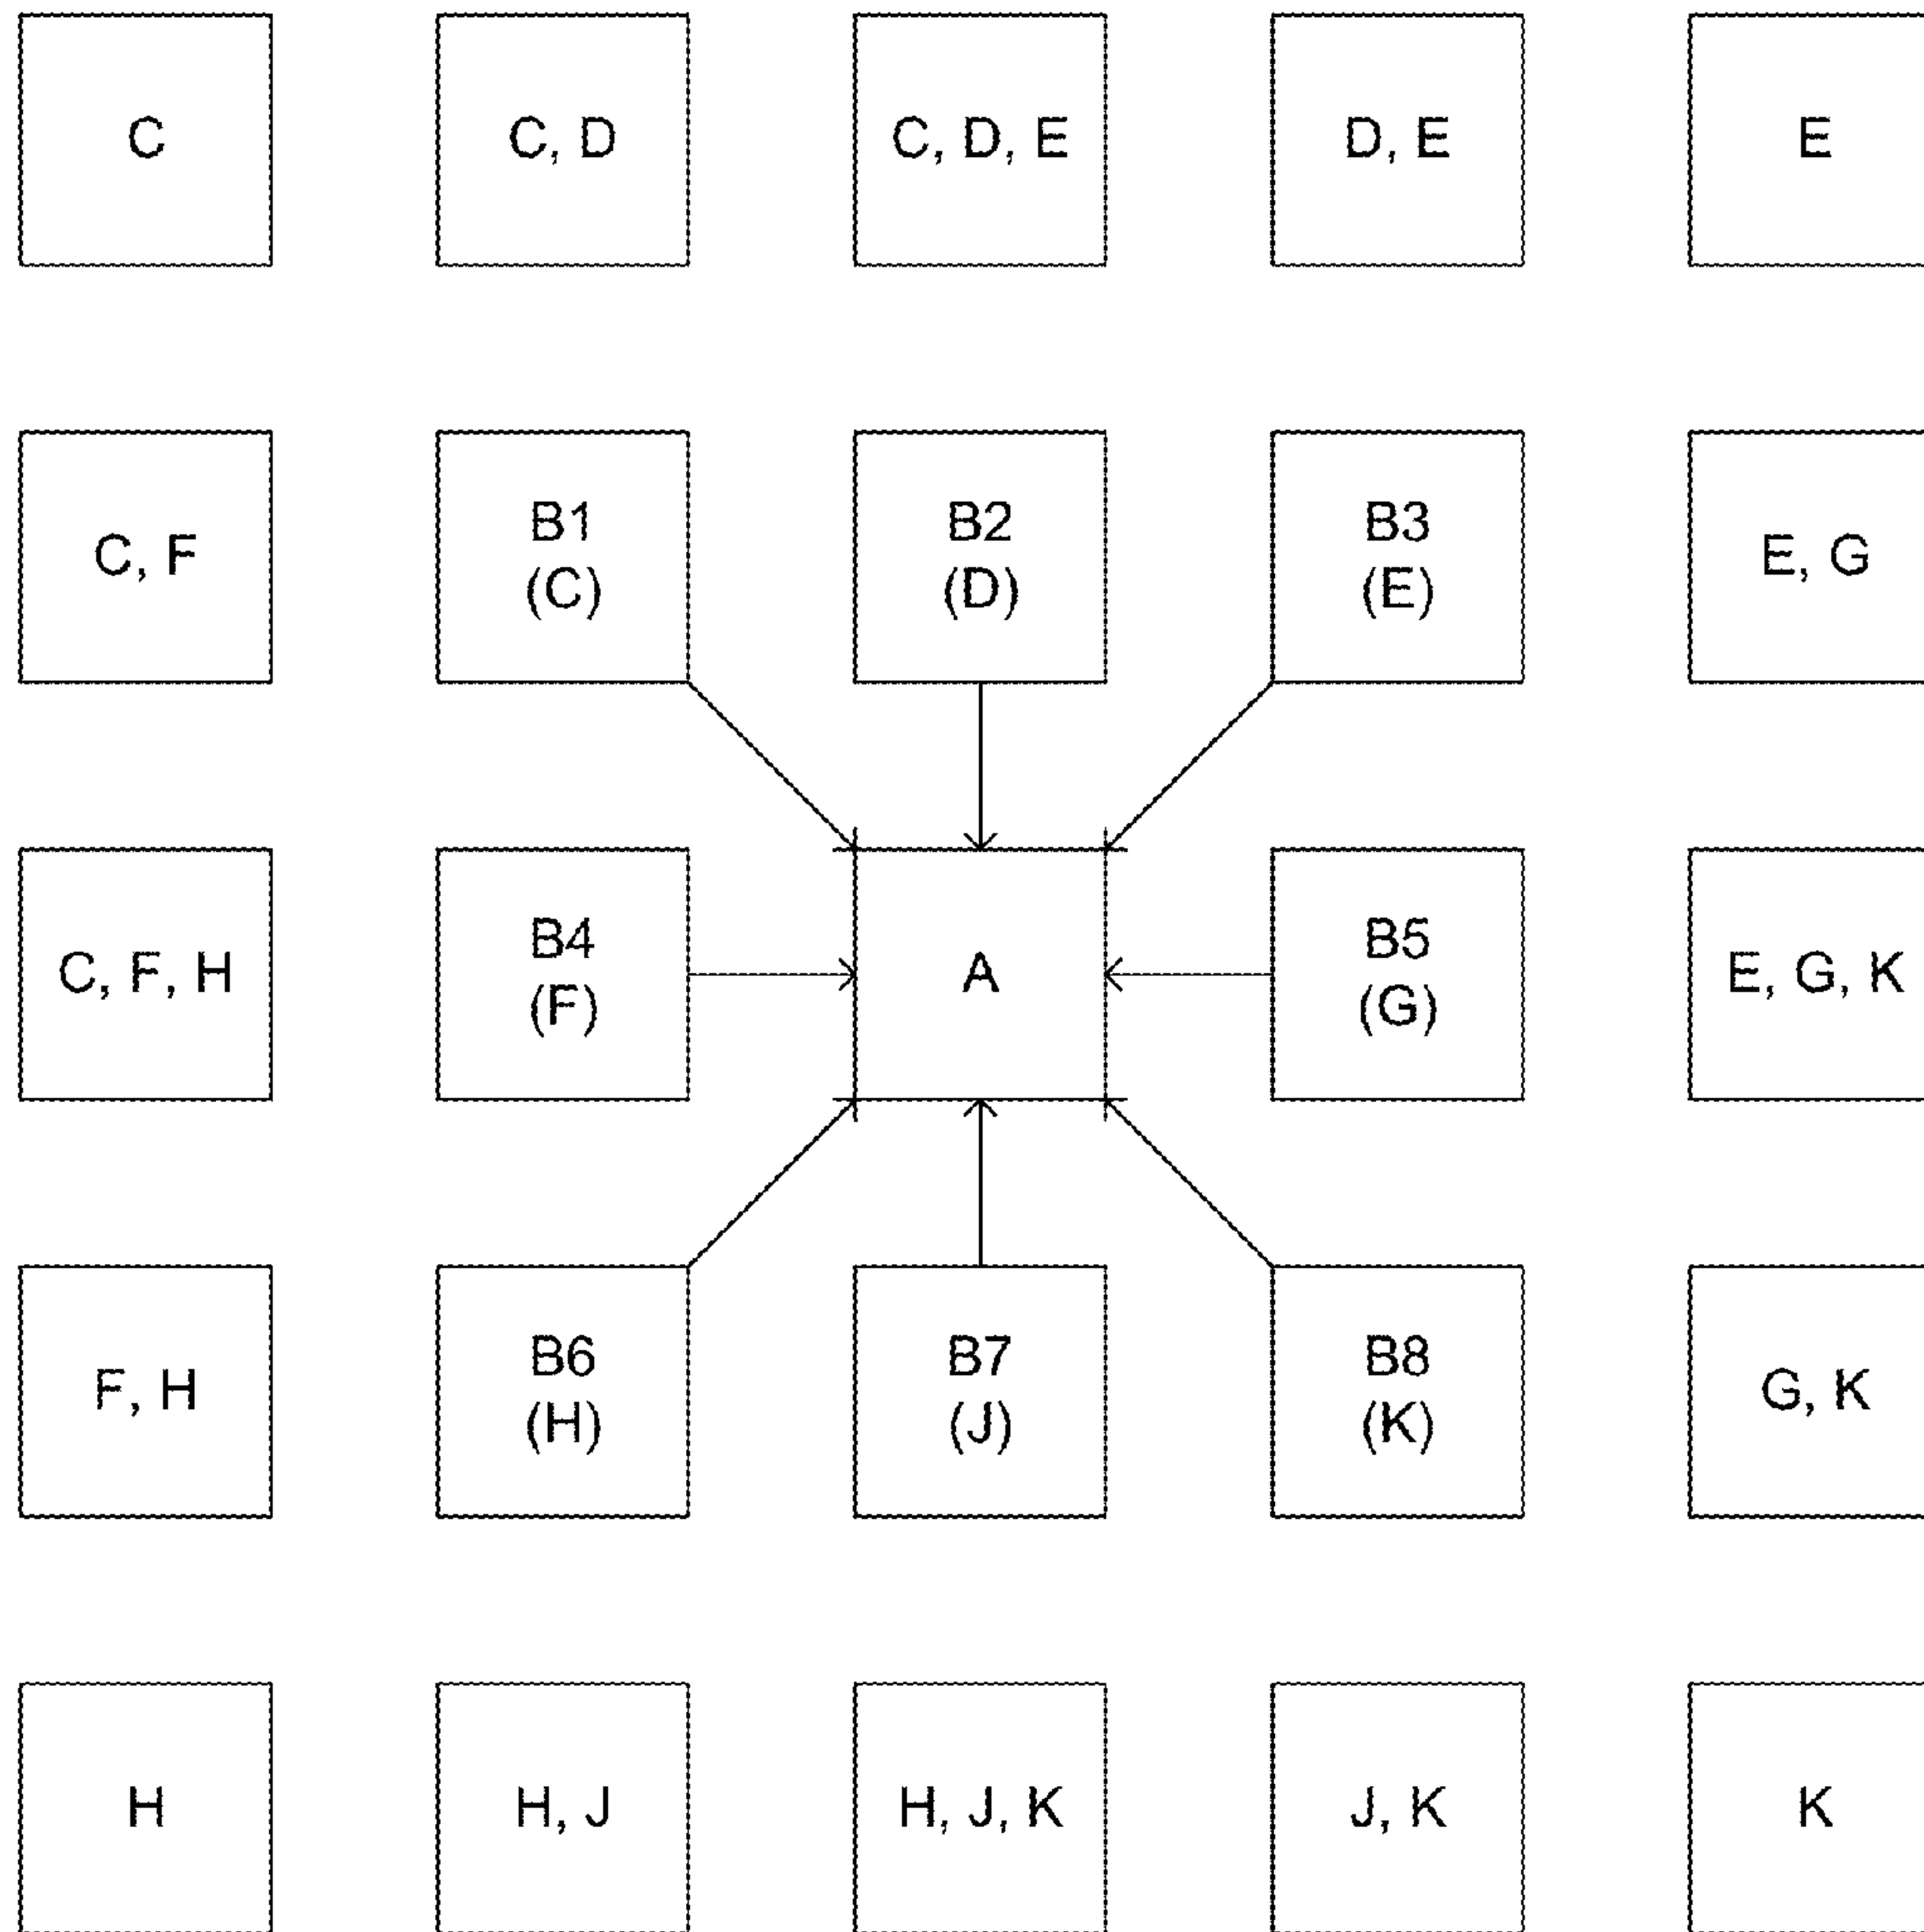 C
C, D
C, D, E
D, E
E
C, F
B1
(C)
B2
(D)
B3
(E)
E, G
C, F, H
B4
(F)
A
B5
(G)
E, G, K
F, H
B6
(H)
B7
(J)
B8
(K)
G, K
H
H, J
H, J, K
J, K
K